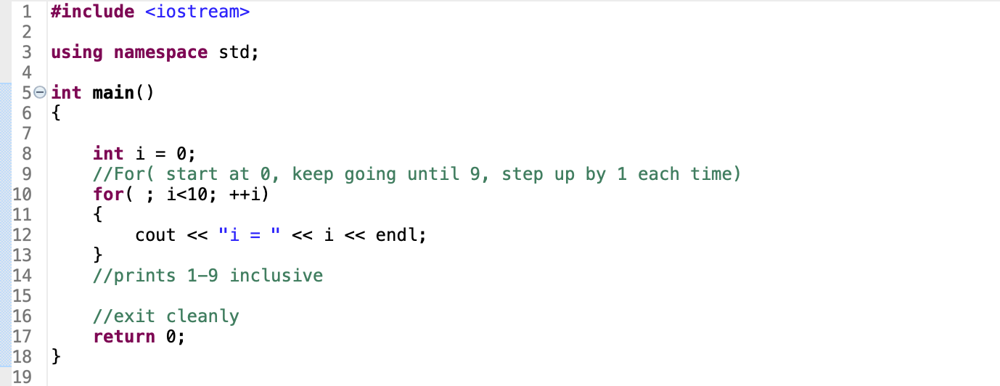 1 #include <iostream>
2
3 using namespace std;
4
5 int main()
6 {
7
8     int i = 0;
9     //For( start at 0, keep going until 9, step up by 1 each time)
10     for( ; i<10; ++i)
11     {
12         cout << "i = " << i << endl;
13     }
14     //prints 1-9 inclusive
15
16     //exit cleanly
17     return 0;
18 }
19